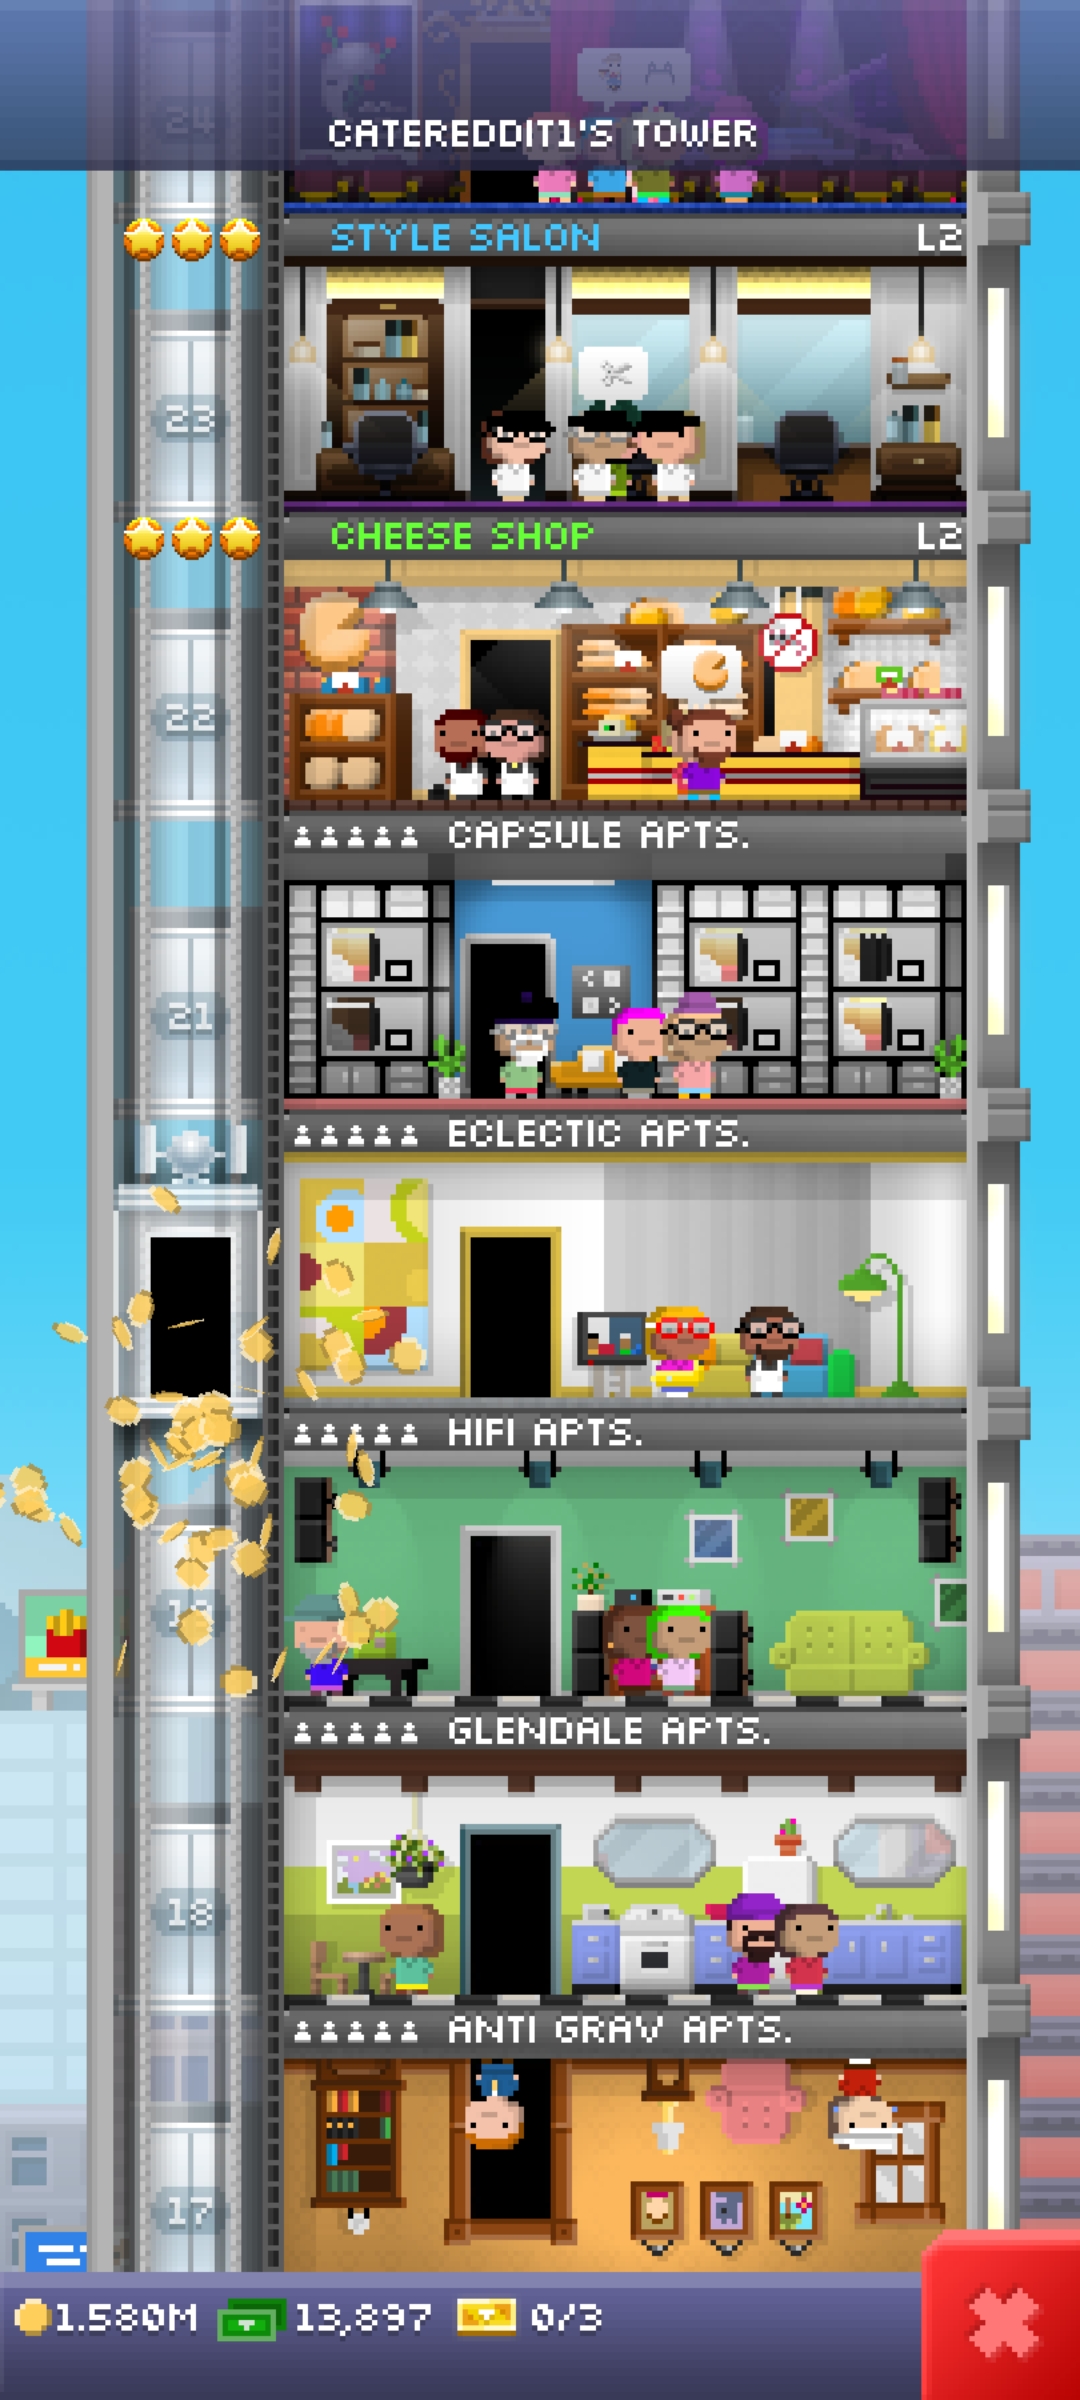 24
CATEREDDIT1'S TOWER
STYLE SALON L2
23
CHEESE SHOP L2
22
CAPSULE APTS.
21
ECLECTIC APTS.
HIFI APTS.
GLENDALE APTS.
18
ANTI GRAV APTS.
17
1.580M 13,897 0/3